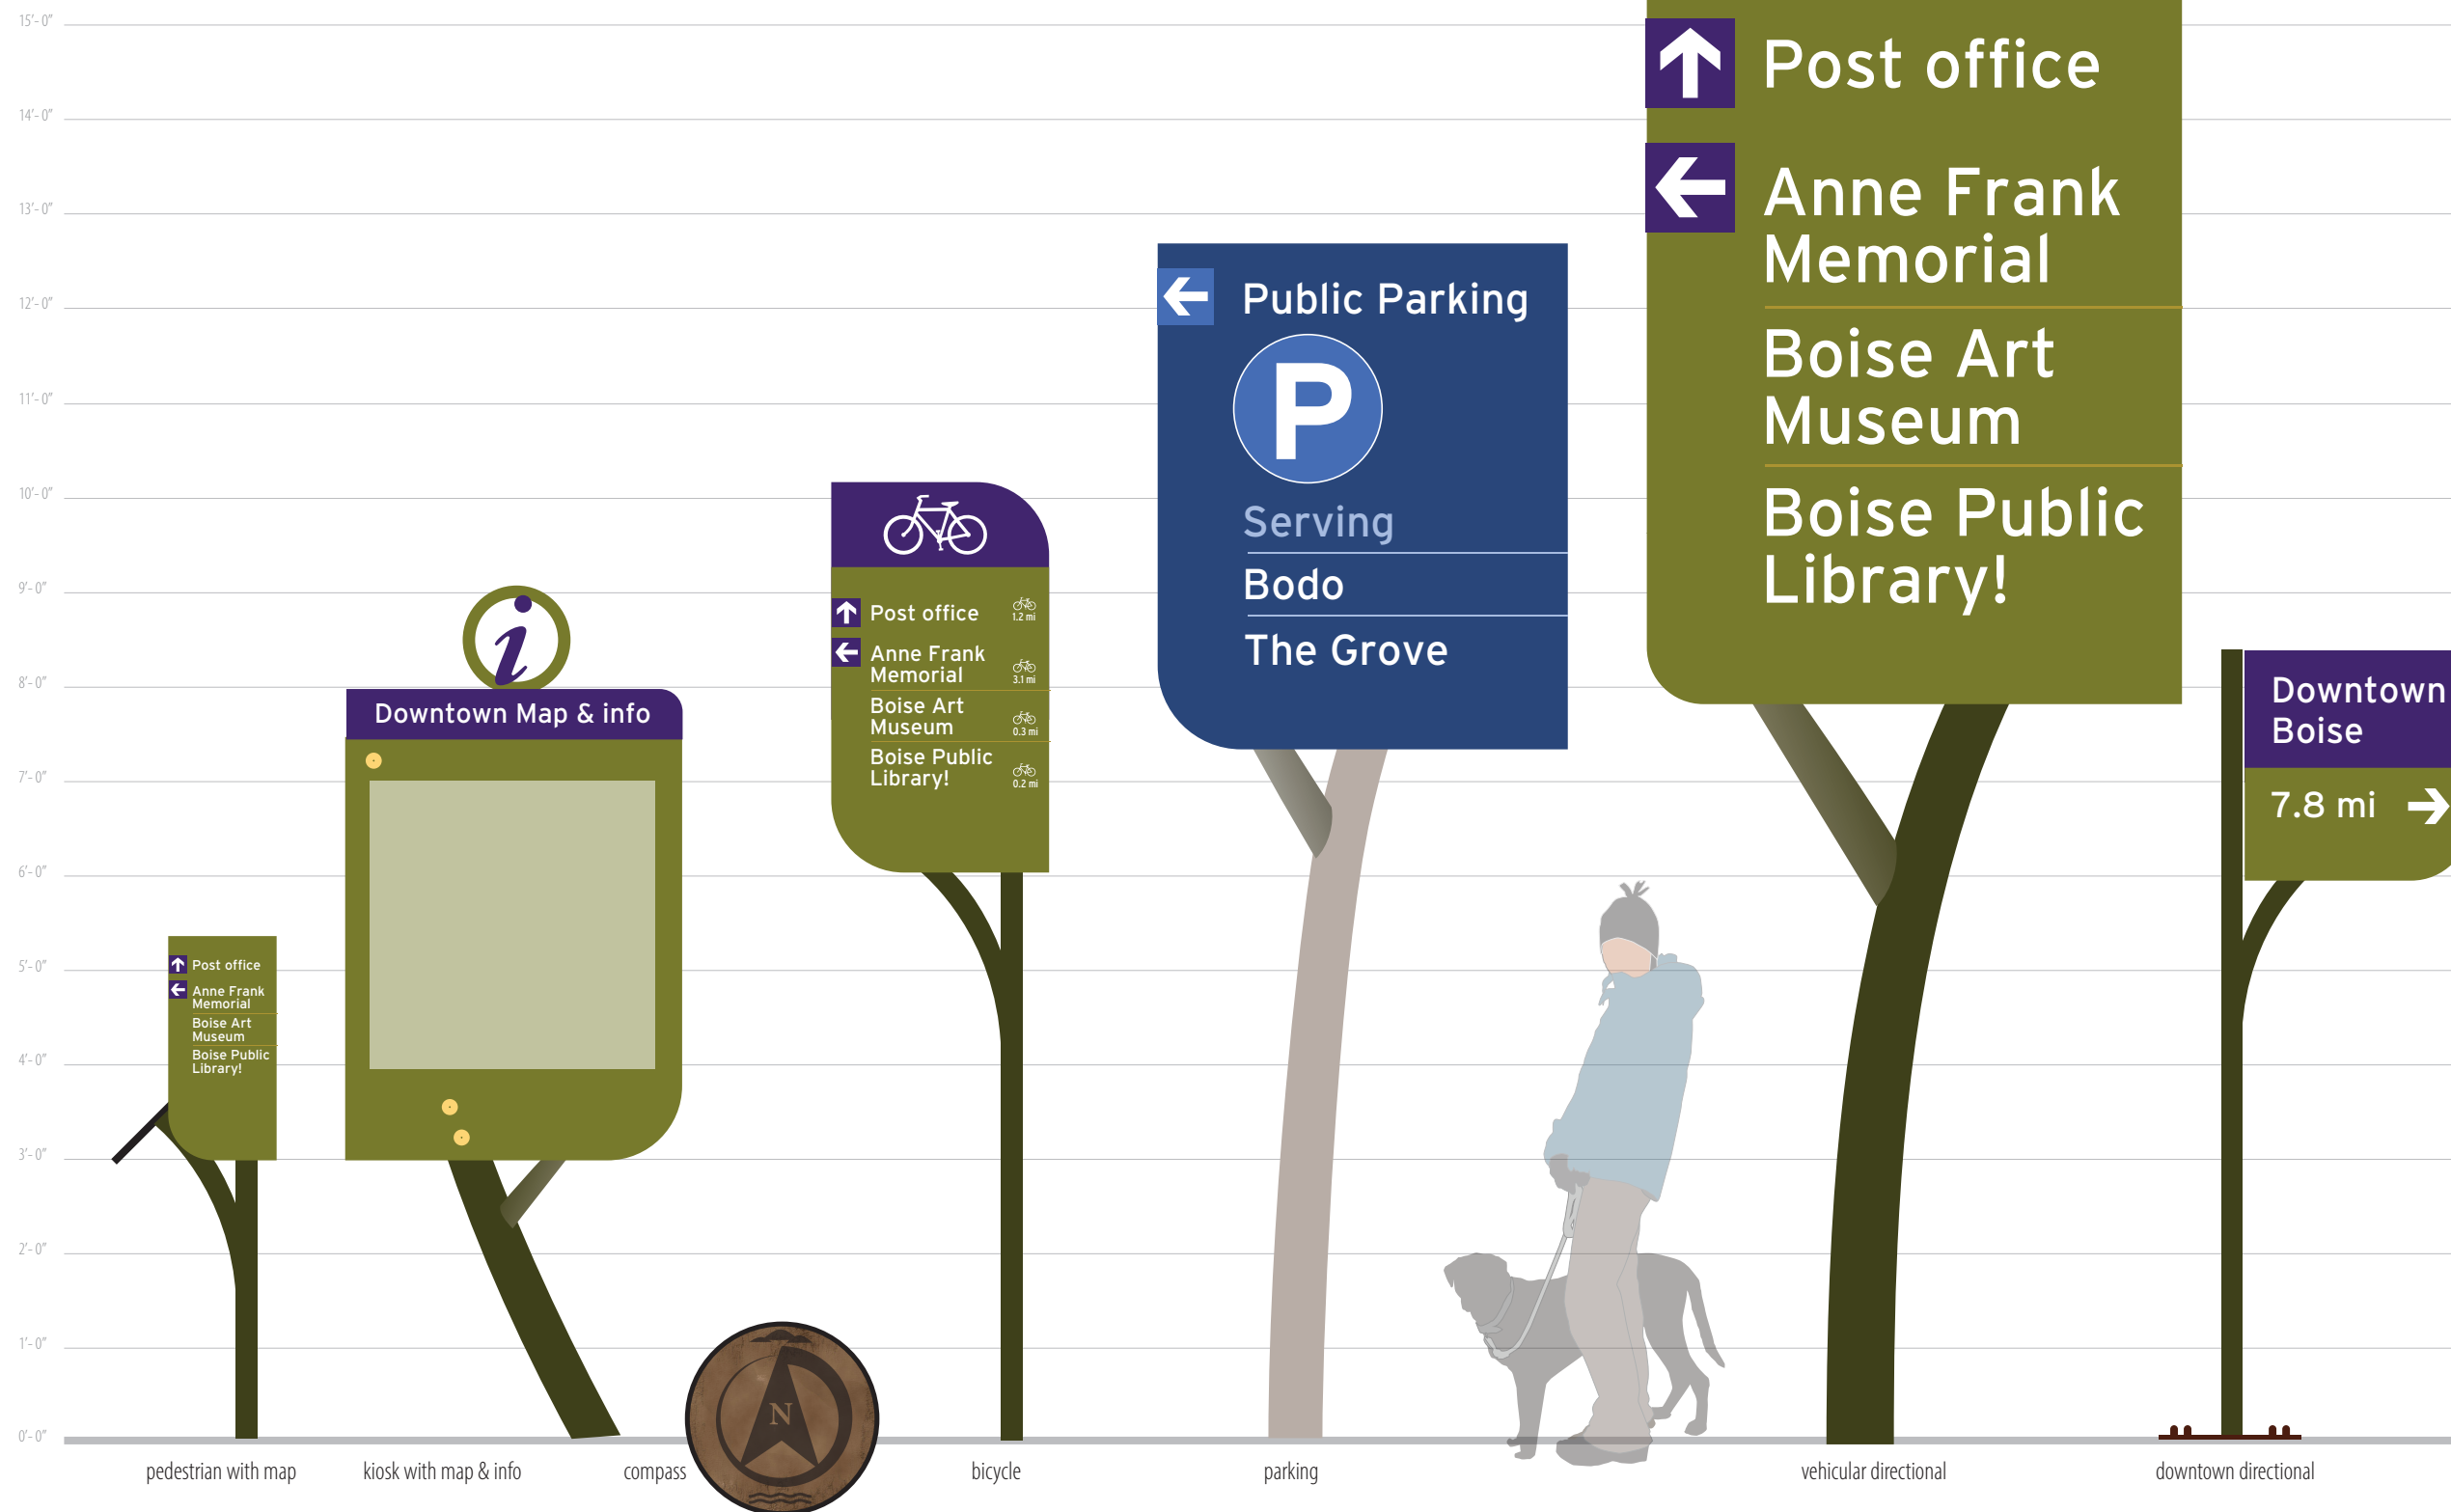 15'- 0"
14'- 0"
13'- 0"
12'- 0"
11'- 0"
10'- 0"
9'- 0"
8'- 0"
7'- 0"
6'- 0"
5'- 0"
4'- 0"
3'- 0"
2'- 0"
1'- 0"
0'- 0"
Post office
Anne Frank
Memorial
Boise Art
Museum
Boise Public
Library!
i
Downtown Map & info
N
Post office
1.2 mi
Anne Frank
Memorial
3.1 mi
Boise Art
Museum
0.3 mi
Boise Public
Library!
0.2 mi
Public Parking
P
Serving
Bodo
The Grove
Post office
Anne Frank
Memorial
Boise Art
Museum
Boise Public
Library!
Downtown
Boise
7.8 mi
pedestrian with map
kiosk with map & info
compass
bicycle
parking
vehicular directional
downtown directional